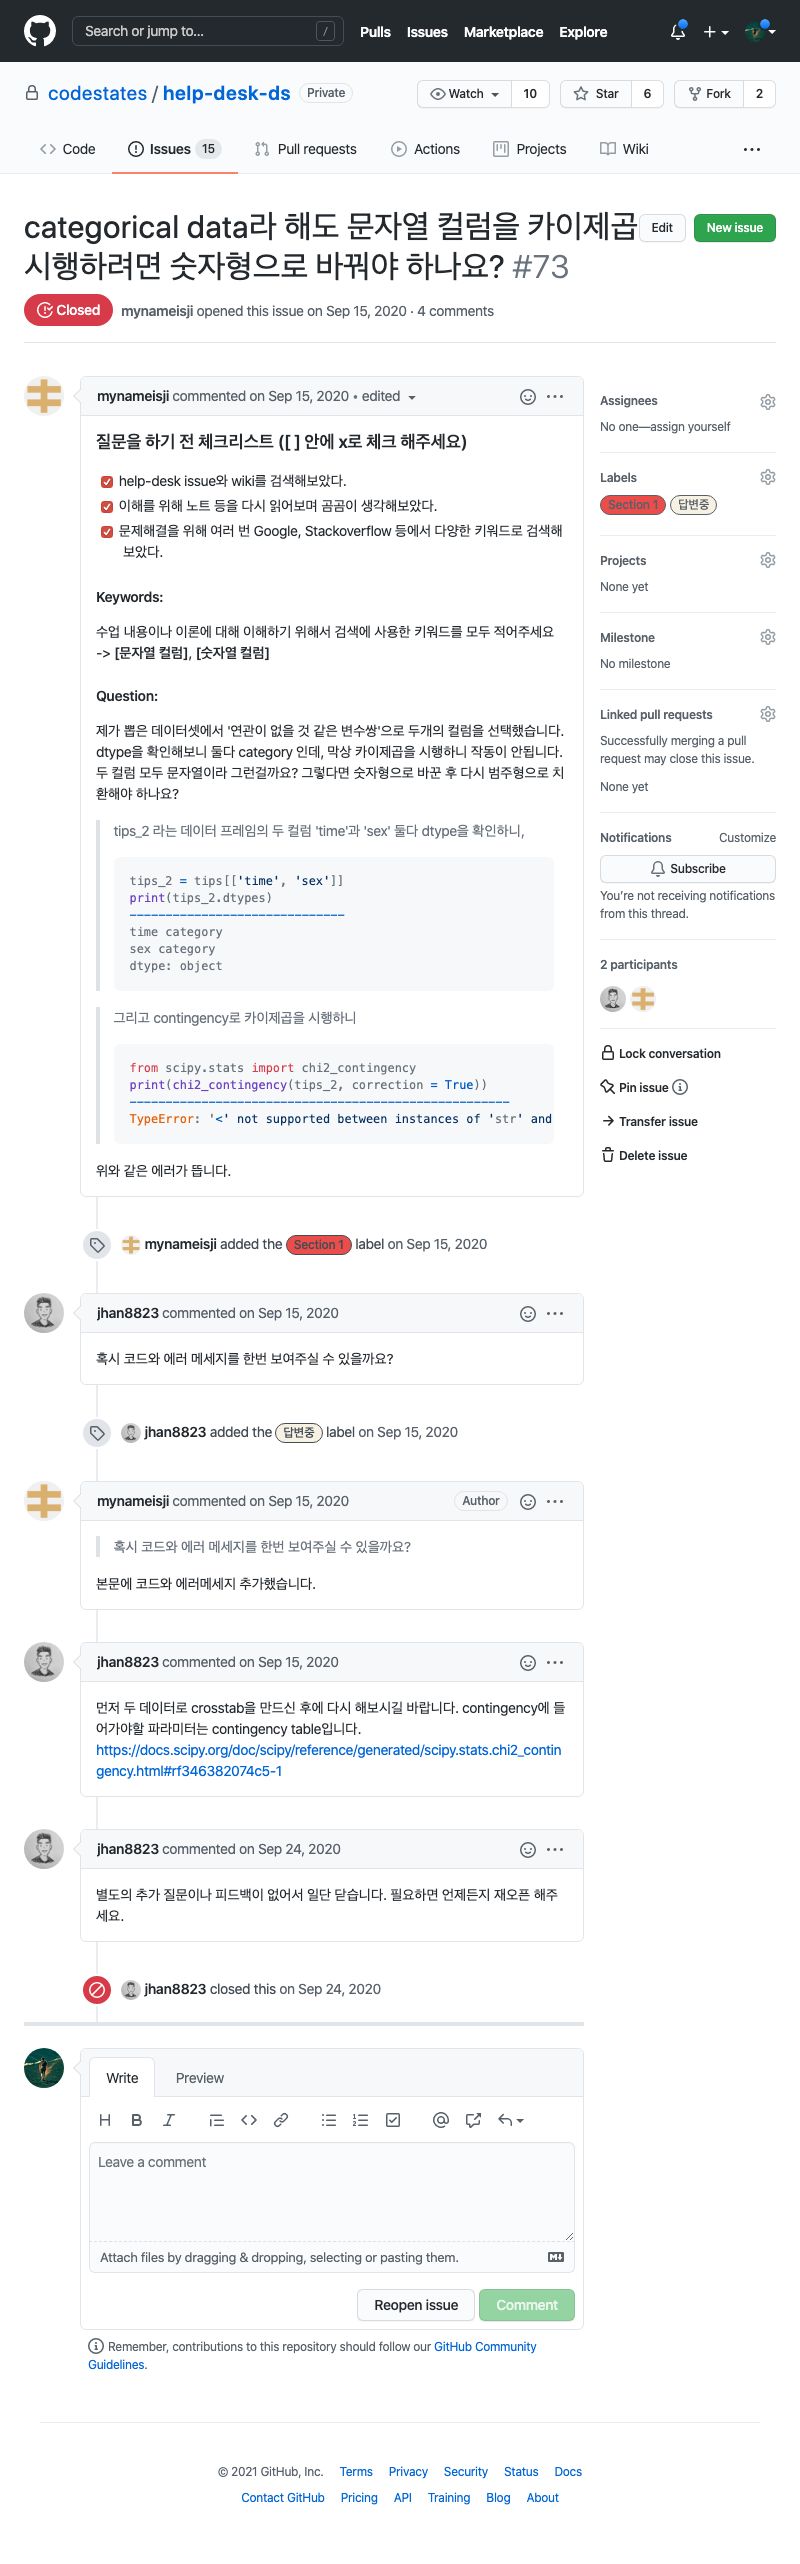 Search or jump to... /
Pulls Issues Marketplace Explore
codestates / help-desk-ds Private
Watch 10 Star 6 Fork 2
Code Issues 15 Pull requests Actions Projects Wiki ...
categorical data라 해도 문자열 컬럼을 카이제곱
시행하려면 숫자형으로 바꿔야 하나요? #73
Edit New issue
Closed mynameisji opened this issue on Sep 15, 2020 · 4 comments
mynameisji commented on Sep 15, 2020 • edited
질문을 하기 전 체크리스트 ([ ] 안에 x로 체크 해주세요)
help-desk issue와 wiki를 검색해보았다.
이해를 위해 노트 등을 다시 읽어보며 곰곰이 생각해보았다.
문제해결을 위해 여러 번 Google, Stackoverflow 등에서 다양한 키워드로 검색해
보았다.
Keywords:
수업 내용이나 이론에 대해 이해하기 위해서 검색에 사용한 키워드를 모두 적어주세요
-> [문자열 컬럼], [숫자열 컬럼]
Question:
제가 뽑은 데이터셋에서 '연관이 없을 것 같은 변수쌍'으로 두개의 컬럼을 선택했습니다.
dtype을 확인해보니 둘다 category 인데, 막상 카이제곱을 시행하니 작동이 안됩니다.
두 컬럼 모두 문자열이라 그런걸까요? 그렇다면 숫자형으로 바꾼 후 다시 범주형으로 치
환해야 하나요?
tips_2 라는 데이터 프레임의 두 컬럼 'time'과 'sex' 둘다 dtype을 확인하니,
tips_2 = tips[['time', 'sex']]
print(tips_2.dtypes)
------------------------------
time category
sex category
dtype: object
그리고 contingency로 카이제곱을 시행하니
from scipy.stats import chi2_contingency
print(chi2_contingency(tips_2, correction = True))
-----------------------------------------------------
TypeError: '<' not supported between instances of 'str' and
위와 같은 에러가 뜹니다.
Assignees
No one—assign yourself
Labels
Section 1 답변중
Projects
None yet
Milestone
No milestone
Linked pull requests
Successfully merging a pull
request may close this issue.
None yet
Notifications Customize
Subscribe
You're not receiving notifications
from this thread.
2 participants
Lock conversation
Pin issue
Transfer issue
Delete issue
mynameisji added the Section 1 label on Sep 15, 2020
jhan8823 commented on Sep 15, 2020
혹시 코드와 에러 메세지를 한번 보여주실 수 있을까요?
jhan8823 added the 답변중 label on Sep 15, 2020
mynameisji commented on Sep 15, 2020 Author
혹시 코드와 에러 메세지를 한번 보여주실 수 있을까요?
본문에 코드와 에러메세지 추가했습니다.
jhan8823 commented on Sep 15, 2020
먼저 두 데이터로 crosstab을 만드신 후에 다시 해보시길 바랍니다. contingency에 들
어가야할 파라미터는 contingency table입니다.
https://docs.scipy.org/doc/scipy/reference/generated/scipy.stats.chi2_contin
gency.html#rf346382074c5-1
jhan8823 commented on Sep 24, 2020
별도의 추가 질문이나 피드백이 없어서 일단 닫습니다. 필요하면 언제든지 재오픈 해주
세요.
jhan8823 closed this on Sep 24, 2020
Write Preview
H B I
Leave a comment
Attach files by dragging & dropping, selecting or pasting them.
Reopen issue Comment
Remember, contributions to this repository should follow our GitHub Community
Guidelines.
© 2021 GitHub, Inc. Terms Privacy Security Status Docs
Contact GitHub Pricing API Training Blog About